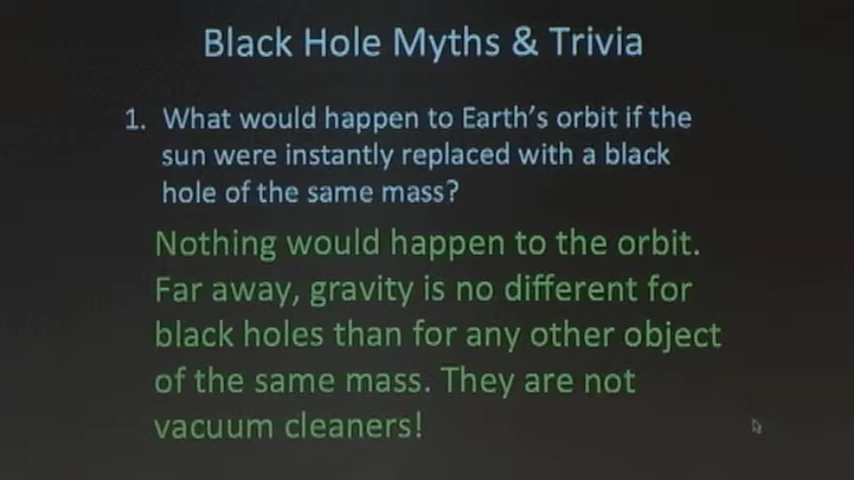 Black Hole Myths & Trivia
1. What would happen to Earth's orbit if the
sun were instantly replaced with a black
hole of the same mass?
Nothing would happen to the orbit.
Far away, gravity is no different for
black holes than for any other object
of the same mass. They are not
vacuum cleaners!